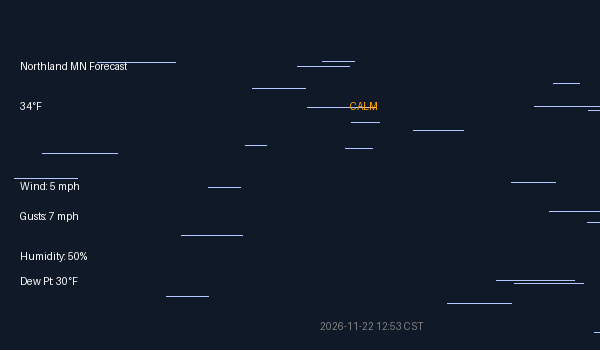 Northland MN Forecast
34°F
CALM
Wind: 5 mph
Gusts: 7 mph
Humidity: 50%
Dew Pt: 30°F
2026-11-22 12:53 CST